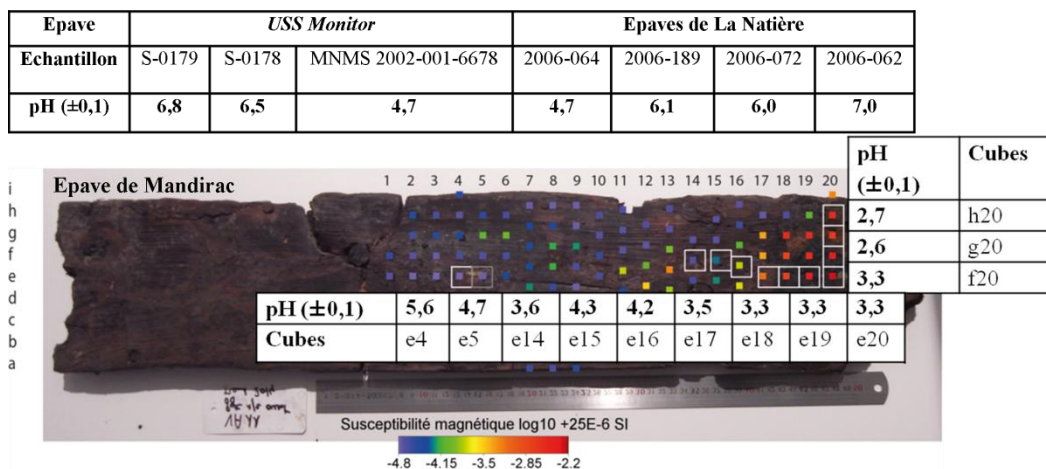 Epave USS Monitor Epaves de La Natière
Echantillon S-0179 S-0178 MNMS 2002-001-6678 2006-064 2006-189 2006-072 2006-062
pH (±0,1) 6,8 6,5 4,7 4,7 6,1 6,0 7,0
pH (±0,1) Cubes
2,7 h20
2,6 g20
3,3 f20
Epave de Mandirac
1 2 3 4 5 6 7 8 9 10 11 12 13 14 15 16 17 18 19 20
i
h
g
f
e
d
c
b
a
pH (±0,1) 5,6 4,7 3,6 4,3 4,2 3,5 3,3 3,3 3,3
Cubes e4 e5 e14 e15 e16 e17 e18 e19 e20
Susceptibilité magnétique log10 +25E-6 SI
-4.8 -4.15 -3.5 -2.85 -2.2